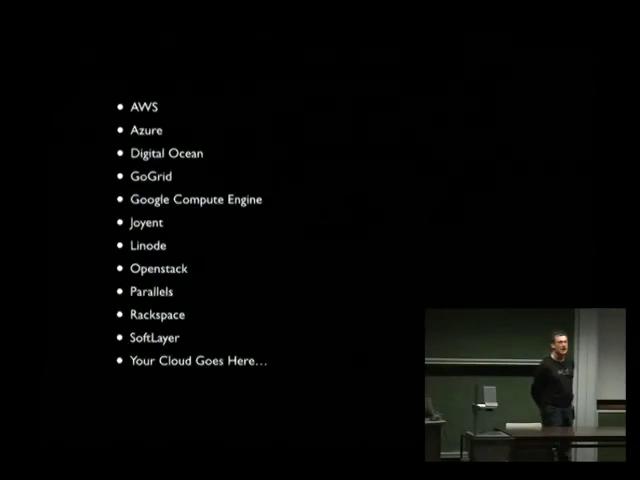 • AWS
• Azure
• Digital Ocean
• GoGrid
• Google Compute Engine
• Joyent
• Linode
• Openstack
• Parallels
• Rackspace
• SoftLayer
• Your Cloud Goes Here...